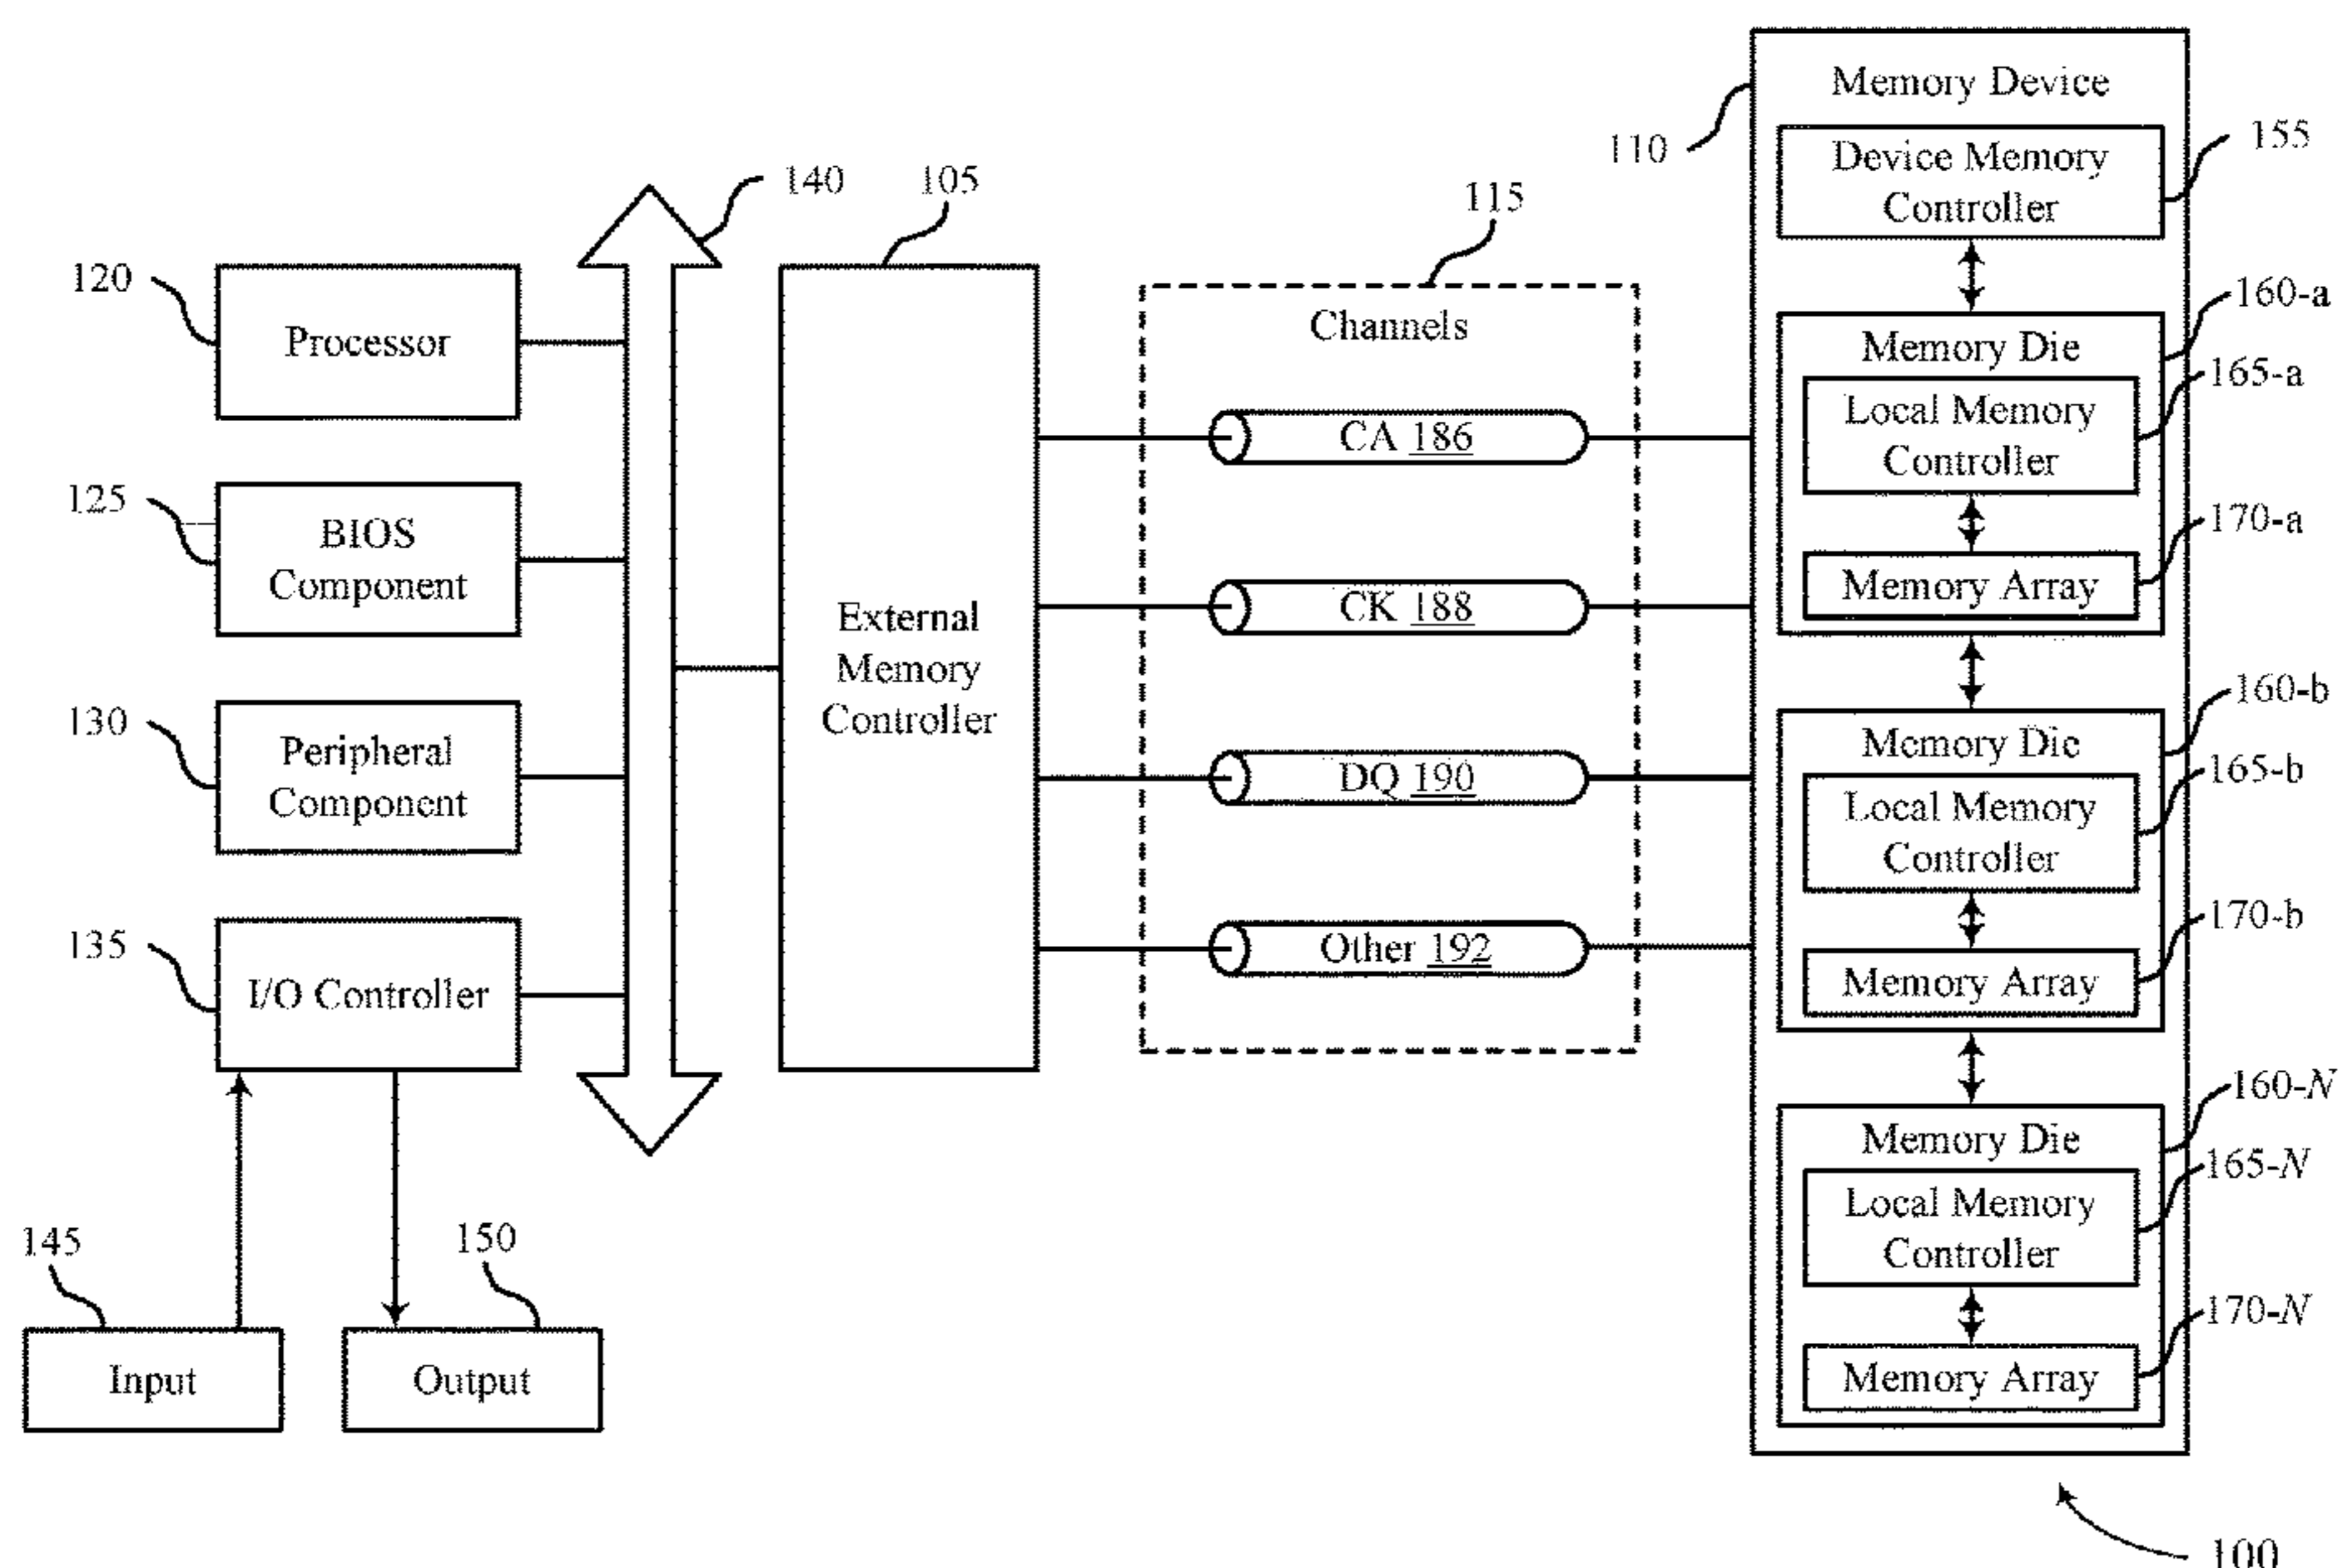 Memory Device
110
155
Device Memory
Controller
140
105
115
120
Processor
Channels
160-a
Memory Die
165-a
Local Memory
Controller
CA 186
125
BIOS
Component
170-a
Memory Array
CK 188
External
Memory
Controller
130
Peripheral
Component
DQ 190
160-b
Memory Die
165-b
Local Memory
Controller
135
I/O Controller
Other 192
170-b
Memory Array
160-N
Memory Die
165-N
Local Memory
Controller
145
150
Input
Output
170-N
Memory Array
100